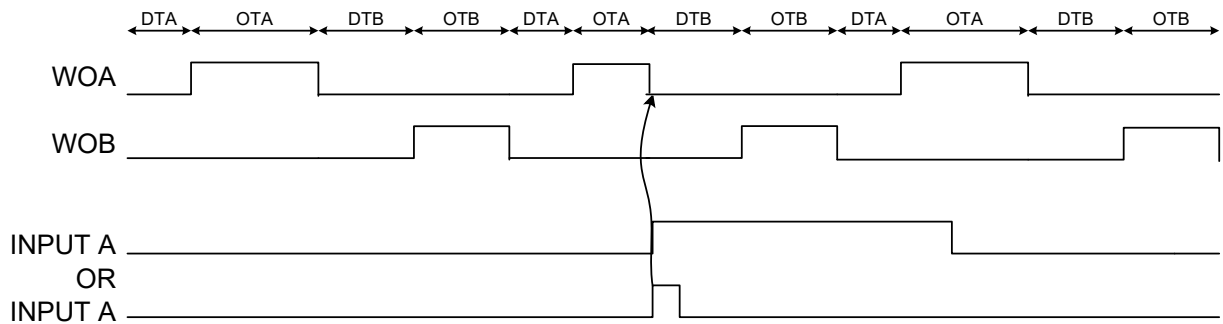 DTA OTA DTB OTB DTA OTA DTB OTB DTA OTA DTB OTB
WOA
WOB
INPUT A
OR
INPUT A